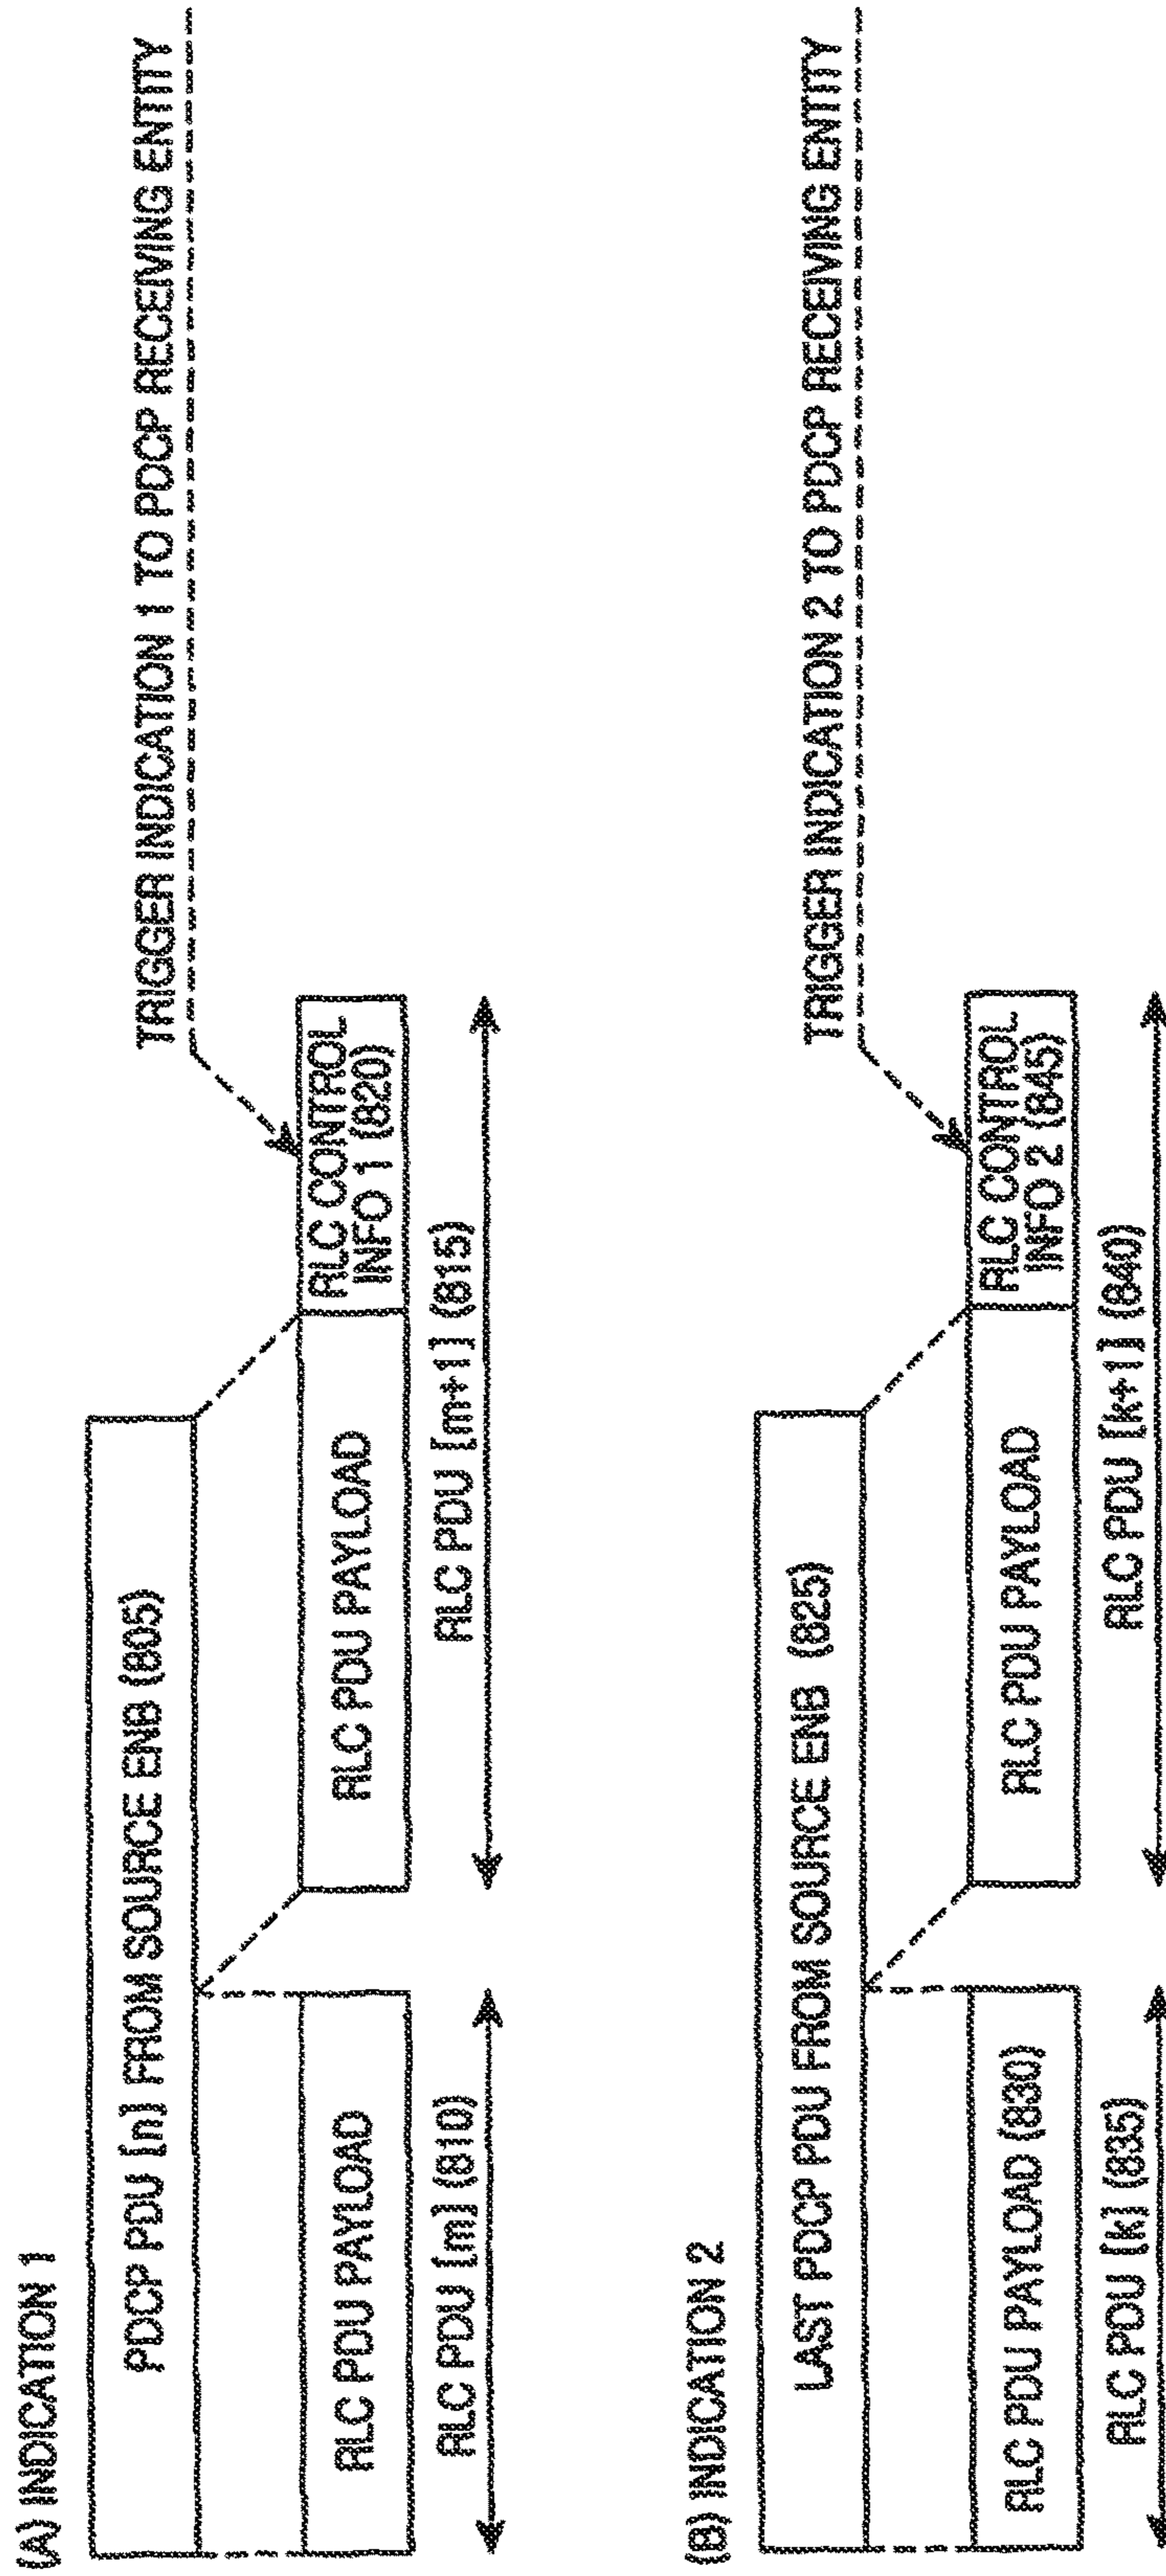 (A) INDICATION 1
TRIGGER INDICATION 1 TO PDCP RECEIVING ENTITY
PDCP PDU [n] FROM SOURCE ENB (805)
RLC PDU PAYLOAD
RLC PDU PAYLOAD
RLC CONTROL
INFO 1 (820)
RLC PDU [m] (810)
RLC PDU [m+1] (815)
(B) INDICATION 2
TRIGGER INDICATION 2 TO PDCP RECEIVING ENTITY
LAST PDCP PDU FROM SOURCE ENB (825)
RLC PDU PAYLOAD (830)
RLC PDU PAYLOAD
RLC CONTROL
INFO 2 (845)
RLC PDU [k] (835)
RLC PDU [k+1] (840)